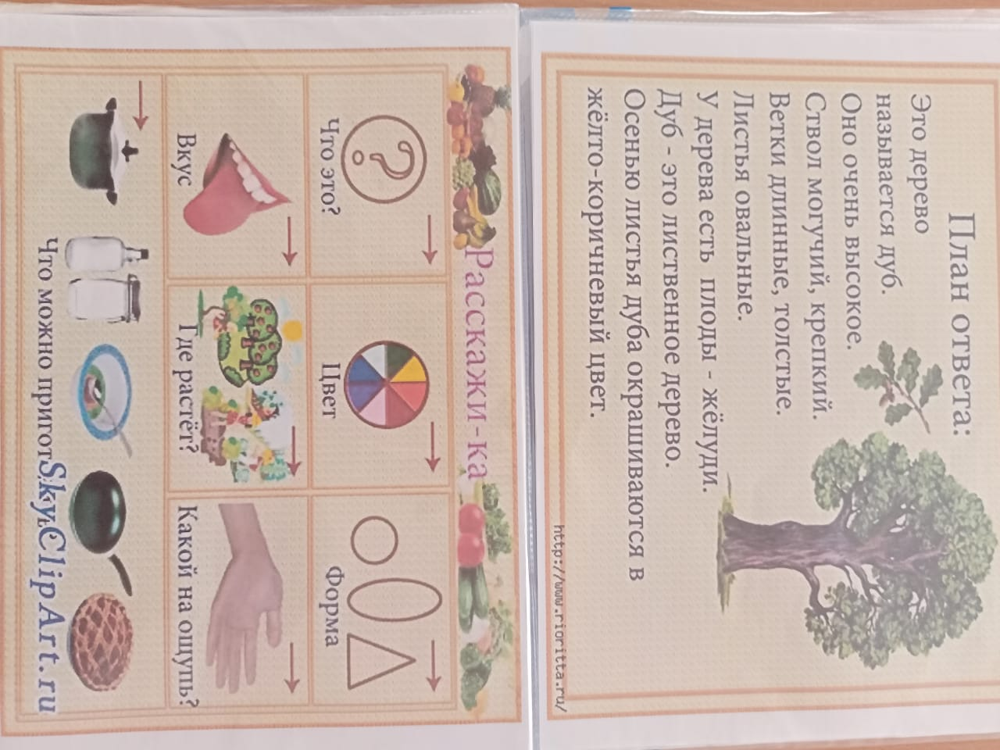 План ответа:
Это дерево
называется дуб.
Оно очень высокое.
Ствол могучий, крепкий.
Ветки длинные, толстые.
Листья овальные.
У дерева есть плоды - жёлуди.
Дуб - это лиственное дерево.
Осенью листья дуба окрашиваются в
жёлто-коричневый цвет.
http://www.rioritta.ru/
Расскажи-ка
Что это?
Цвет
Форма
Вкус
Где растёт?
Какой на ощупь?
Что можно пригот
SkyClipArt.ru